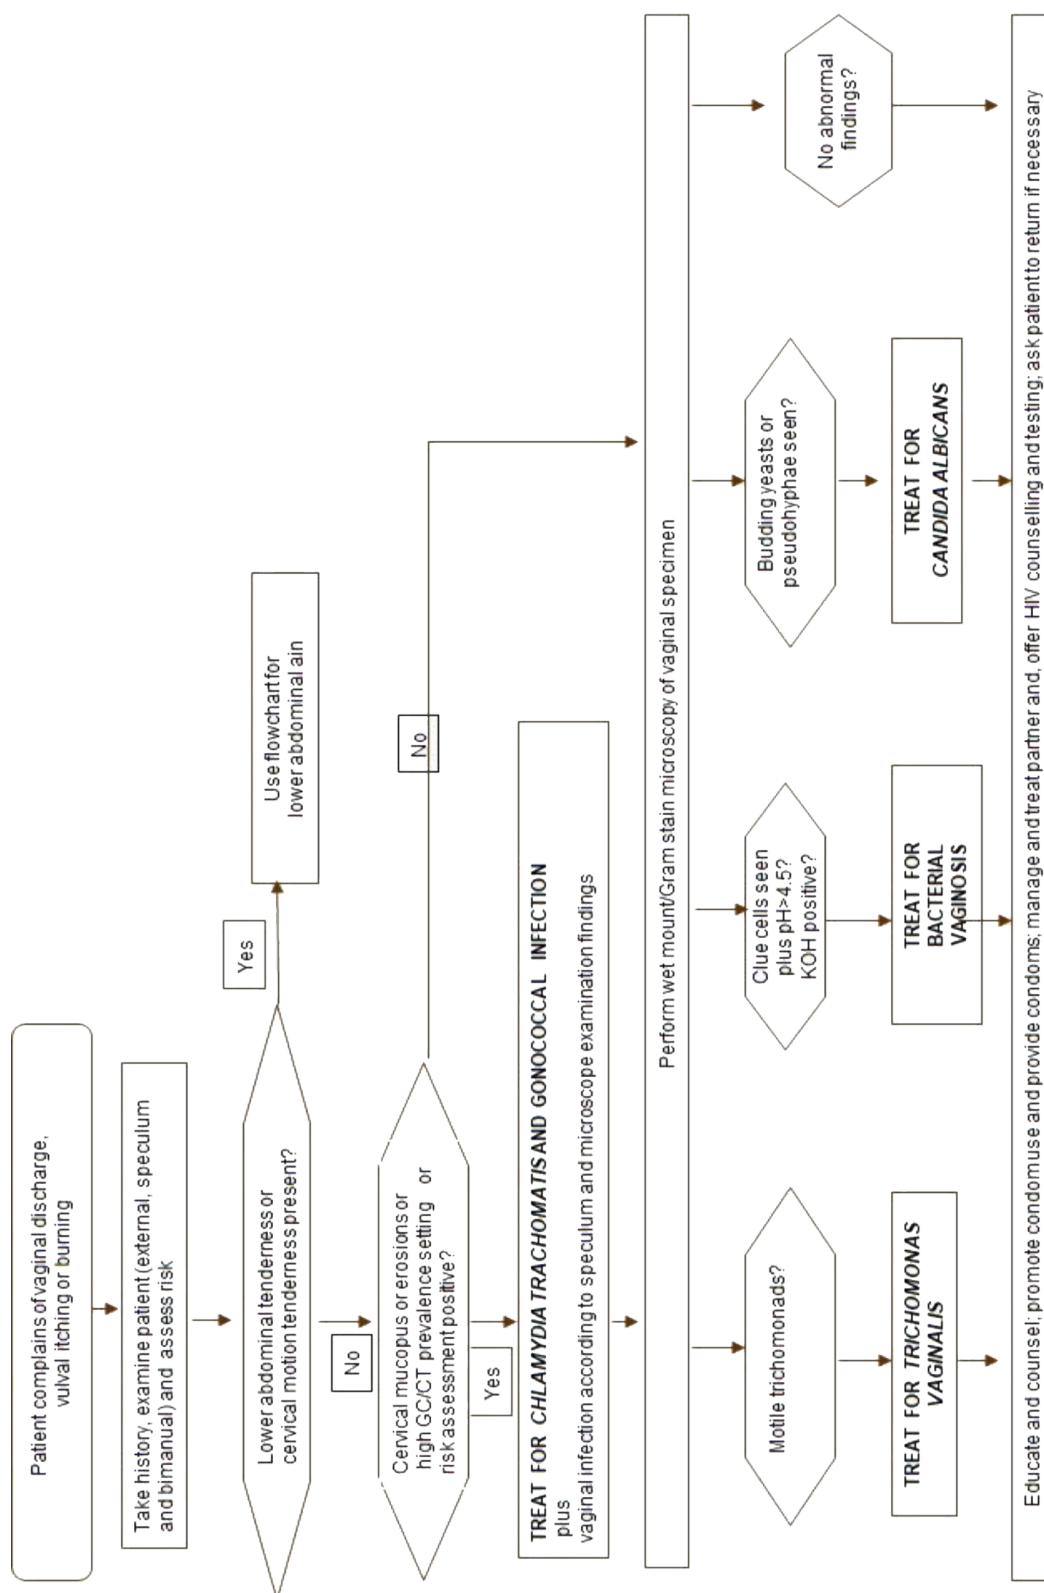 Patient complains of vaginal discharge,
vulval itching or burning
Take history, examine patient (external, speculum
and bimanual) and assess risk
Lower abdominal tenderness or
cervical motion tenderness present?
Yes
Use flowchart for
lower abdominal ain
No
Cervical mucopus or erosions or
high GC/CT prevalence setting or
risk assessment positive?
No
Yes
TREAT FOR CHLAMYDIA TRACHOMATIS AND GONOCOCCAL INFECTION
plus
vaginal infection according to speculum and microscope examination findings
Perform wet mount/Gram stain microscopy of vaginal specimen
Motile trichomonads?
Clue cells seen
plus pH>4.5?
KOH positive?
Budding yeasts or
pseudohyphae seen?
No abnormal
findings?
TREAT FOR TRICHOMONAS
VAGINALIS
TREAT FOR
BACTERIAL
VAGINOSIS
TREAT FOR
CANDIDA ALBICANS
Educate and counsel; promote condom use and provide condoms; manage and treat partner and, offer HIV counselling and testing; ask patient to return if necessary